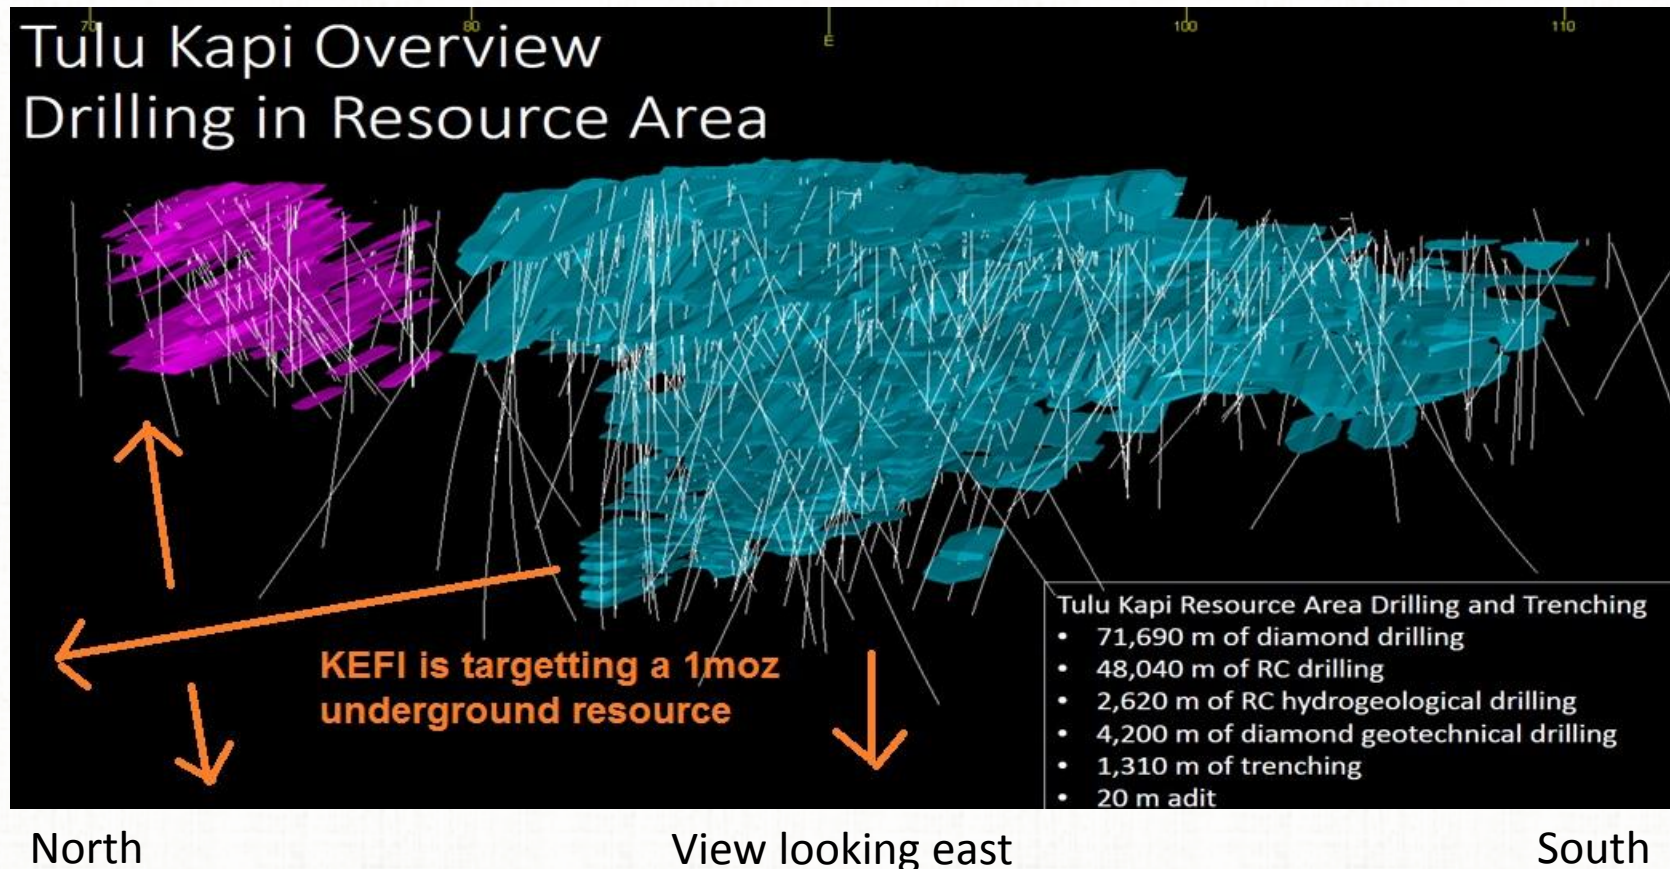 70 80 E 100 110
Tulu Kapi Overview
Drilling in Resource Area
KEFI is targetting a 1moz
underground resource
Tulu Kapi Resource Area Drilling and Trenching
• 71,690 m of diamond drilling
• 48,040 m of RC drilling
• 2,620 m of RC hydrogeological drilling
• 4,200 m of diamond geotechnical drilling
• 1,310 m of trenching
• 20 m adit
North View looking east South